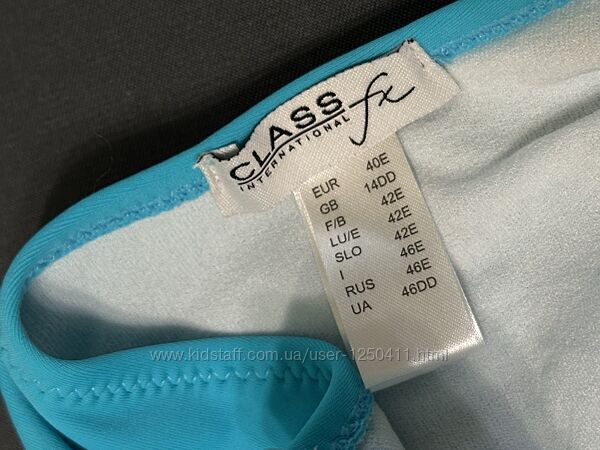 CLASS fx
INTERNATIONAL
EUR 40E
GB 14DD
F/B 42E
LU/E 42E
SLO 42E
I 46E
RUS 46E
UA 46DD
www.kidstaff.com.ua/user-1250411.html